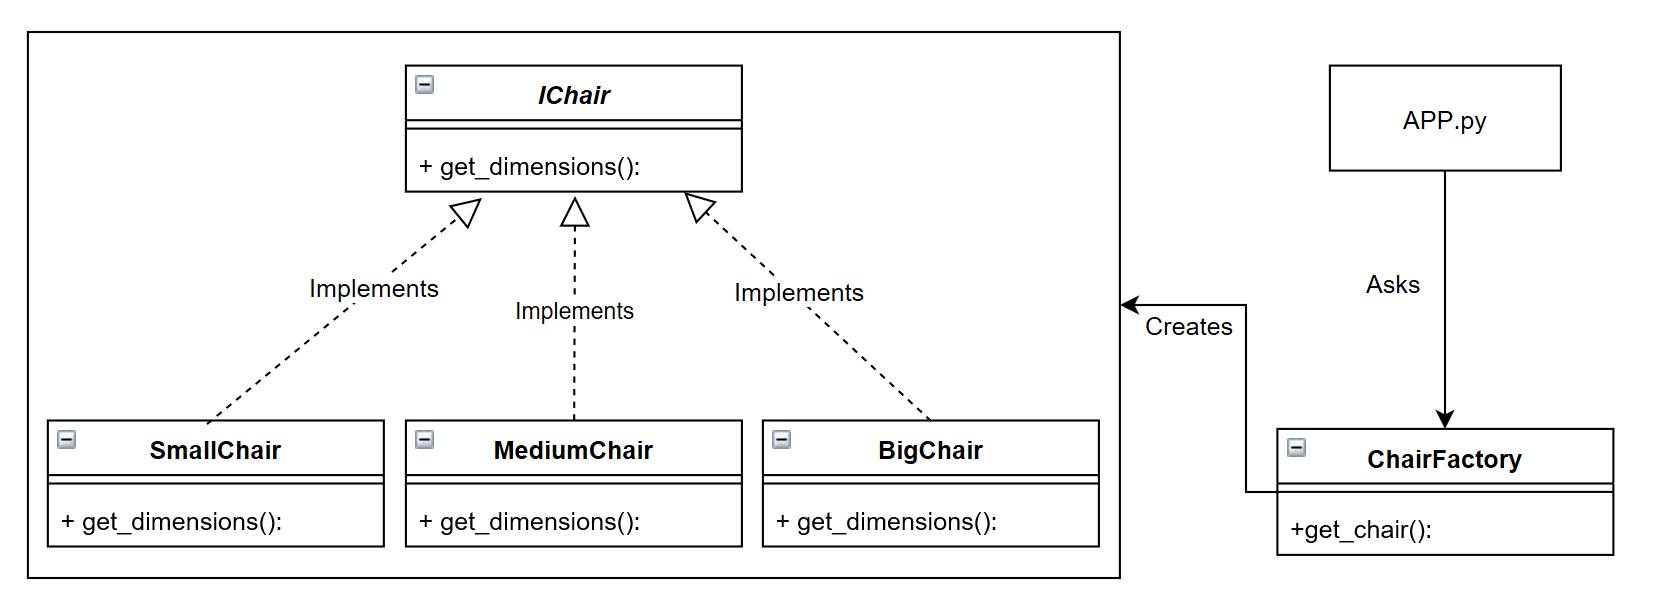 IChair
+ get_dimensions():
Implements
Implements
Implements
SmallChair
+ get_dimensions():
MediumChair
+ get_dimensions():
BigChair
+ get_dimensions():
Creates
APP.py
Asks
ChairFactory
+get_chair():